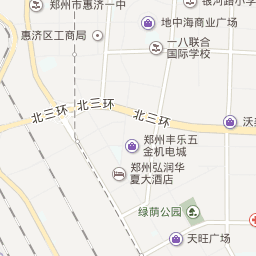 郑州市惠济一中
银河路小学
地中海商业广场
惠济区工商局
一八联合
国际学校
北三环
北三环
北三环
沃
郑州丰乐五
金机电城
郑州弘润华
夏大酒店
绿荫公园
天旺广场